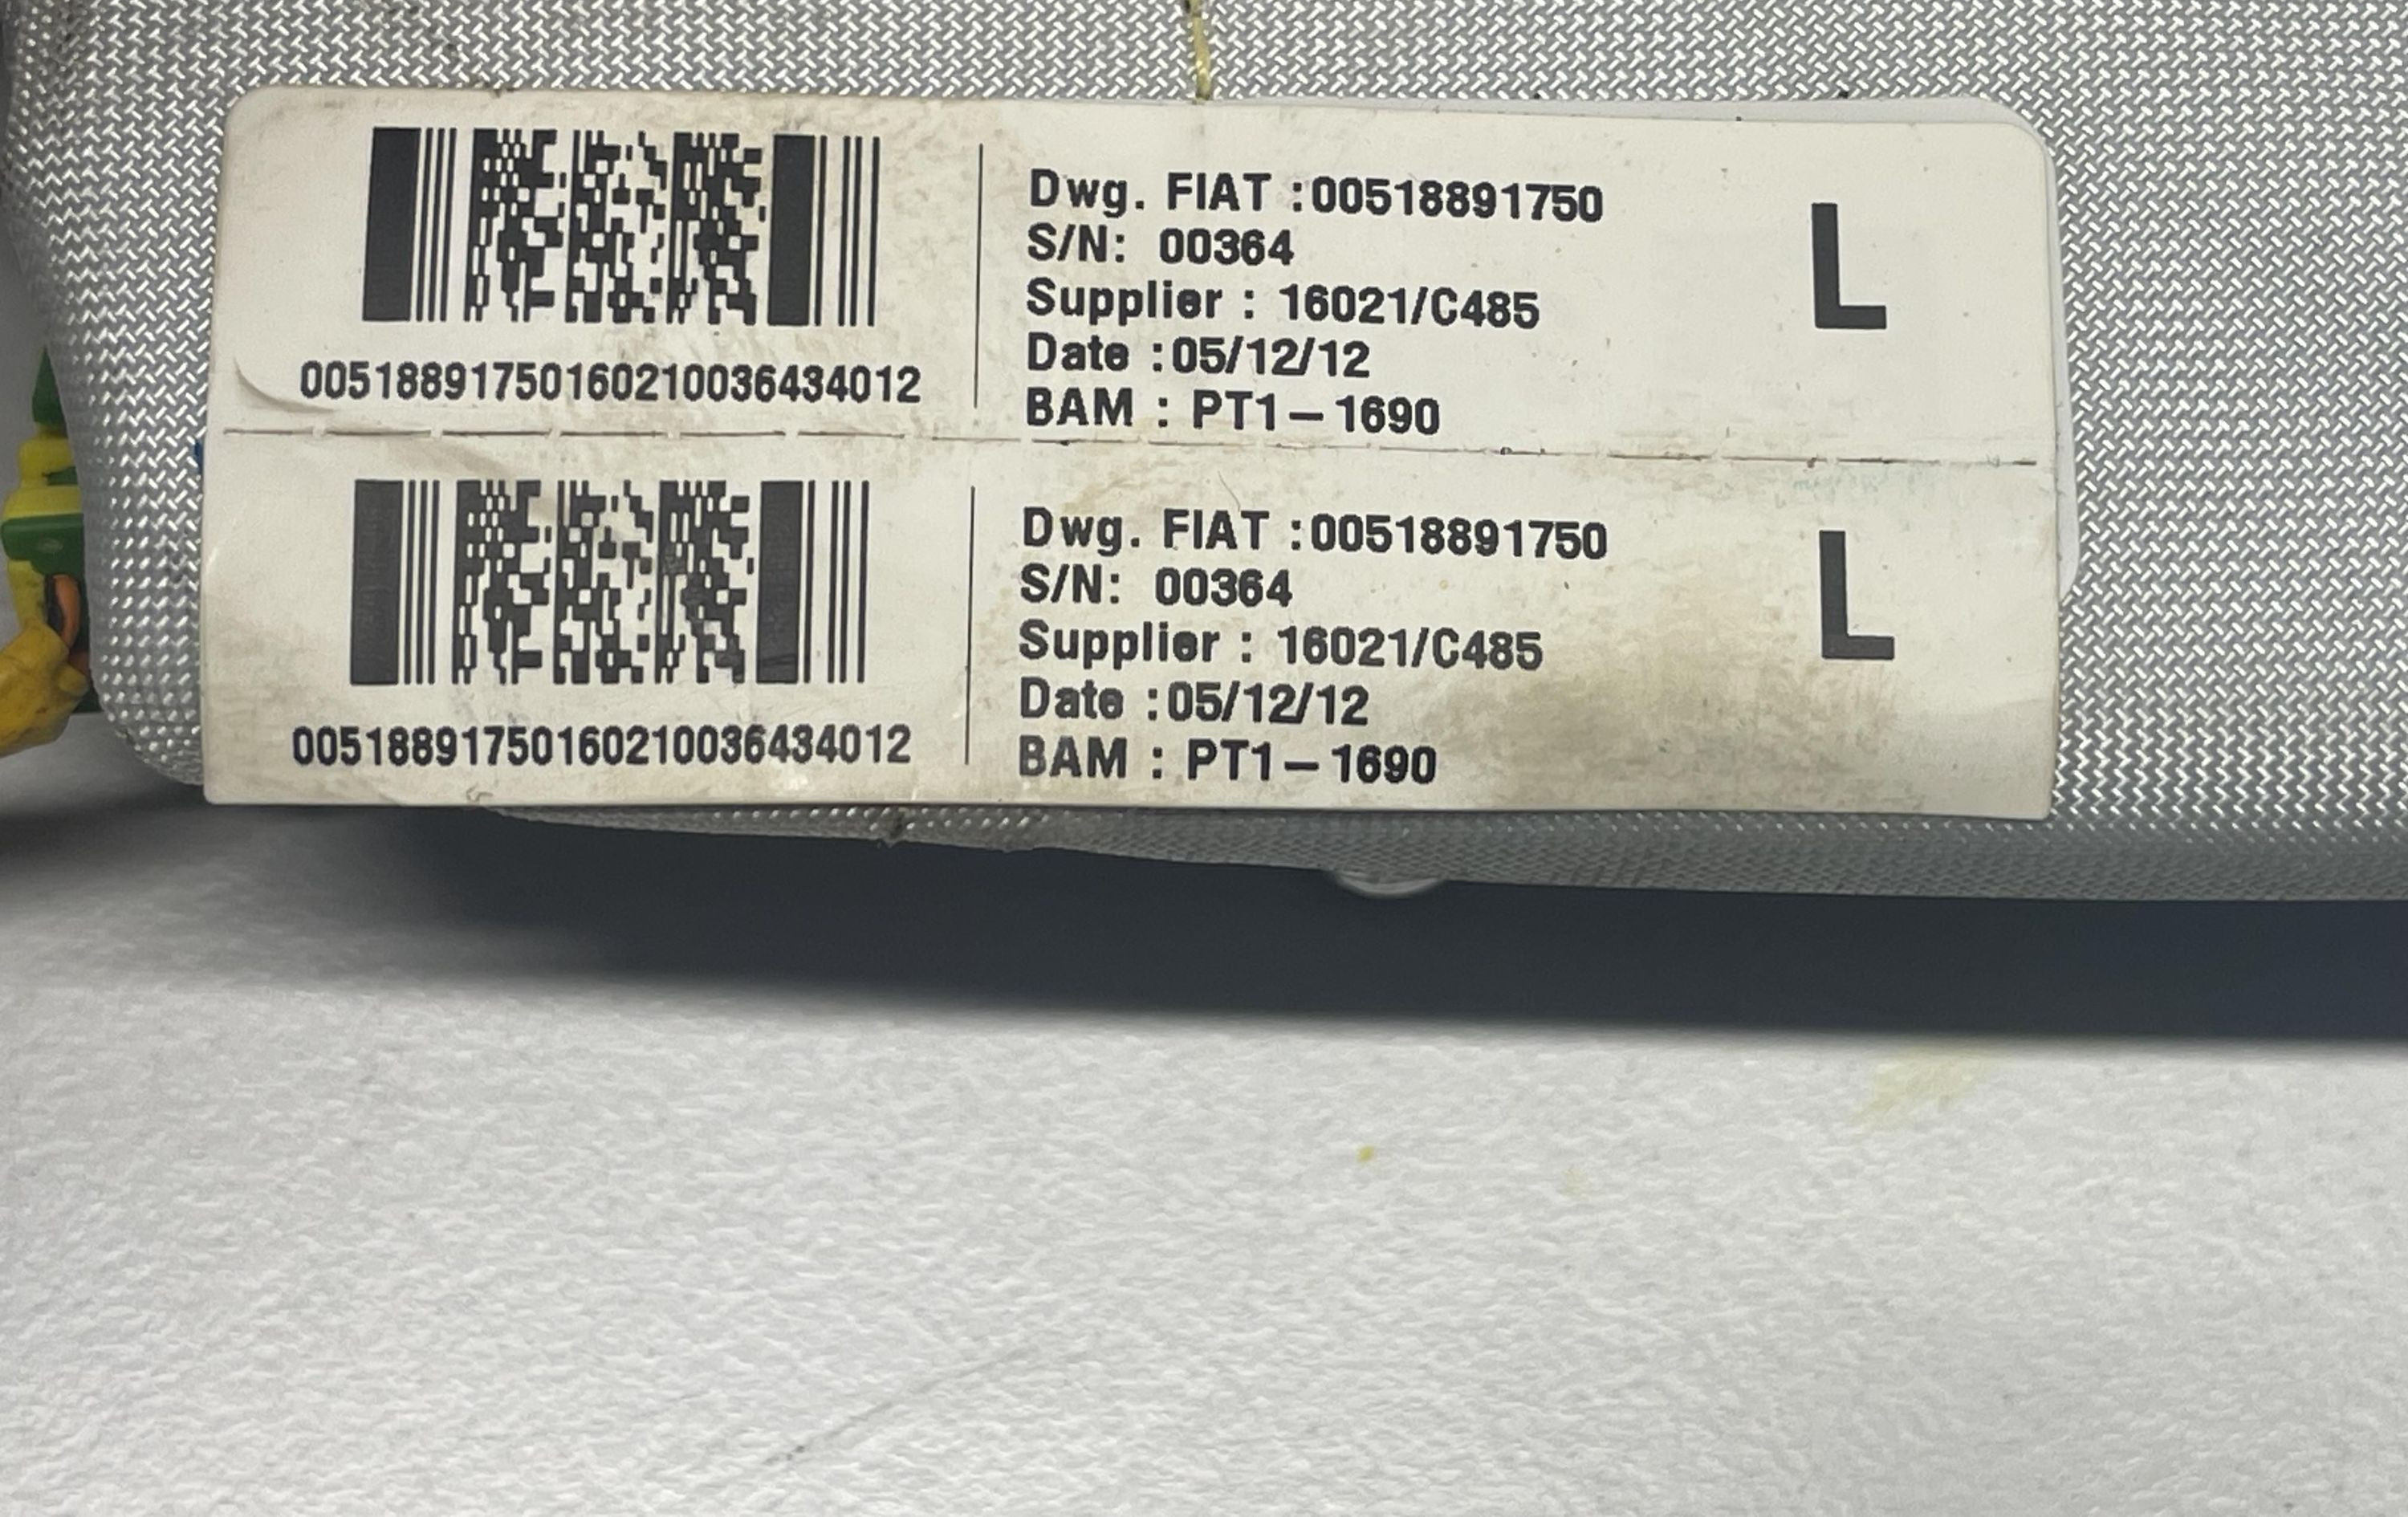 Dwg. FIAT :00518891750
S/N: 00364
Supplier : 16021/C485
Date :05/12/12
BAM : PT1-1690
L
00518891750160210036434012
Dwg. FIAT :00518891750
S/N: 00364
Supplier : 16021/C485
Date :05/12/12
BAM : PT1-1690
L
00518891750160210036434012